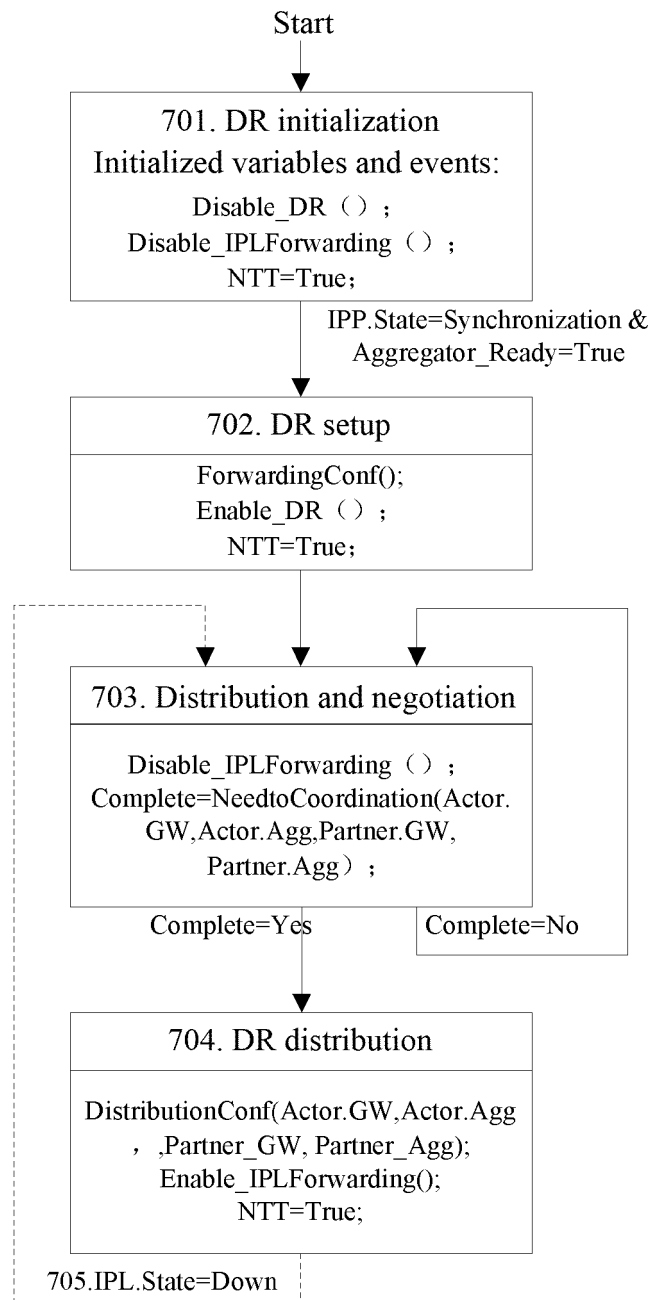 Start
701. DR initialization
Initialized variables and events:
Disable_DR（）；
Disable_IPLForwarding（）；
NTT=True；
IPP.State=Synchronization &
Aggregator_Ready=True
702. DR setup
ForwardingConf();
Enable_DR（）；
NTT=True；
703. Distribution and negotiation
Disable_IPLForwarding（）；
Complete=NeedtoCoordination(Actor.
GW,Actor.Agg,Partner.GW,
Partner.Agg）；
Complete=Yes
Complete=No
704. DR distribution
DistributionConf(Actor.GW,Actor.Agg
，,Partner_GW, Partner_Agg);
Enable_IPLForwarding();
NTT=True;
705.IPL.State=Down